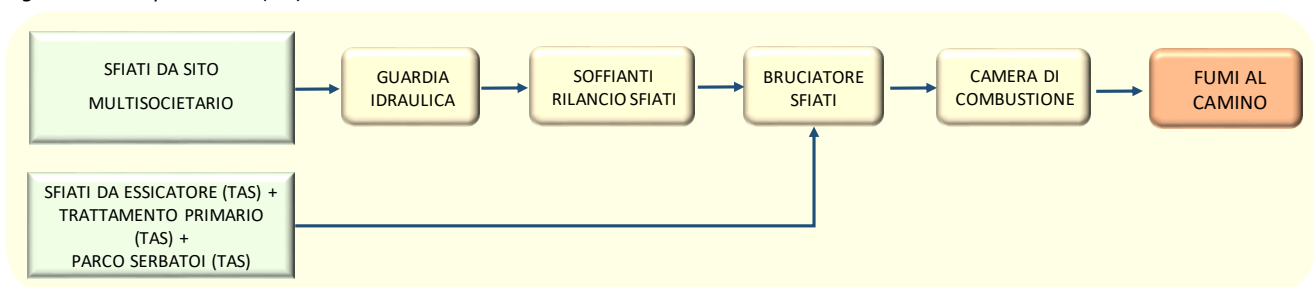 SFIATI DA SITO
MULTISOCIETARIO
GUARDIA
IDRAULICA
SOFFIANTI
RILANCIO SFIATI
BRUCIATORE
SFIATI
CAMERA DI
COMBUSTIONE
FUMI AL
CAMINO
SFIATI DA ESSICATORE (TAS) +
TRATTAMENTO PRIMARIO
(TAS) +
PARCO SERBATOI (TAS)